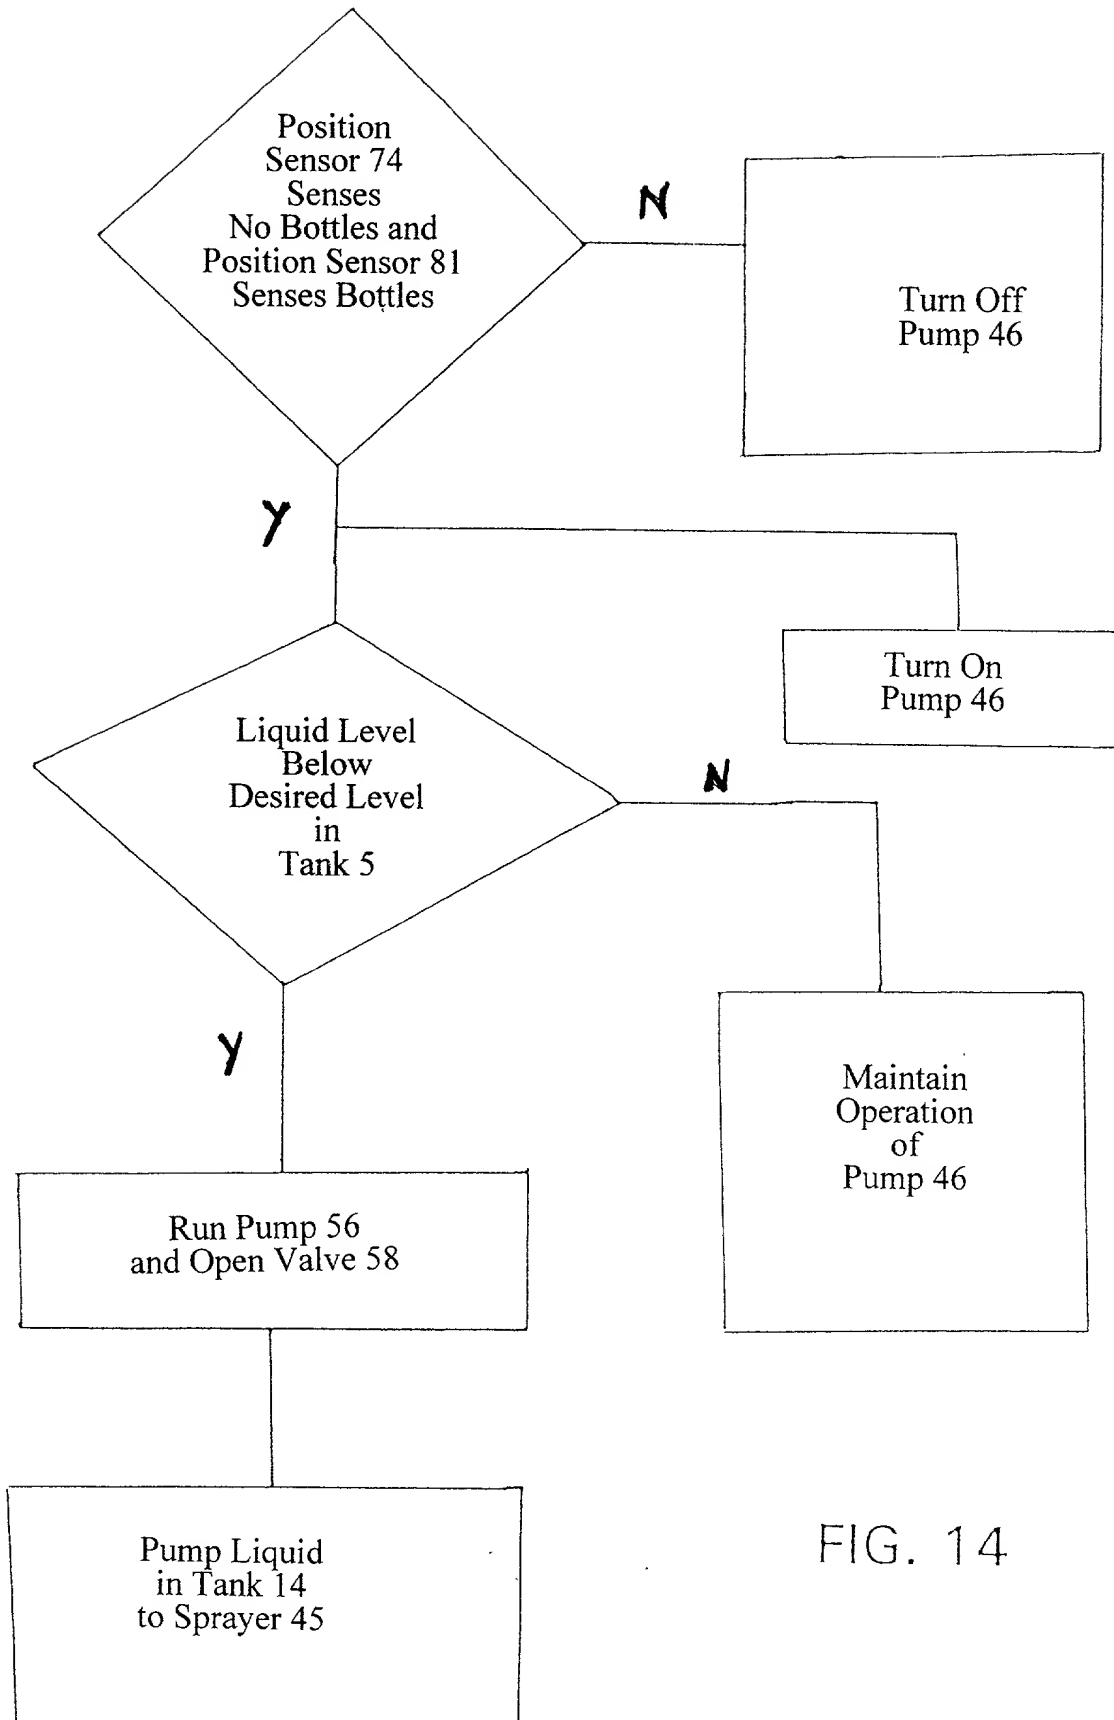 Position
Sensor 74
Senses
No Bottles and
Position Sensor 81
Senses Bottles
N
Turn Off
Pump 46
Y
Turn On
Pump 46
Liquid Level
Below
Desired Level
in
Tank 5
N
Maintain
Operation
of
Pump 46
Y
Run Pump 56
and Open Valve 58
Pump Liquid
in Tank 14
to Sprayer 45
FIG. 14